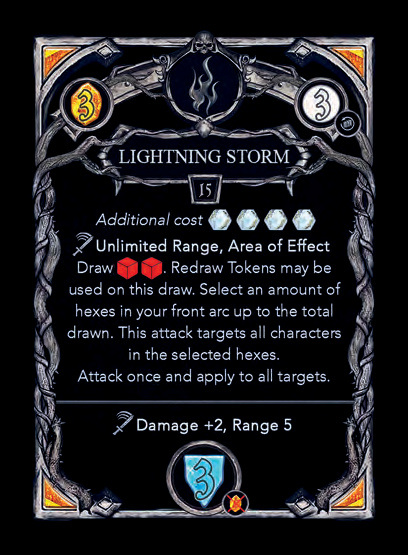 3 3
LIGHTNING STORM
15
Additional cost
Unlimited Range, Area of Effect
Draw . Redraw Tokens may be
used on this draw. Select an amount of
hexes in your front arc up to the total
drawn. This attack targets all characters
in the selected hexes.
Attack once and apply to all targets.
Damage +2, Range 5
3